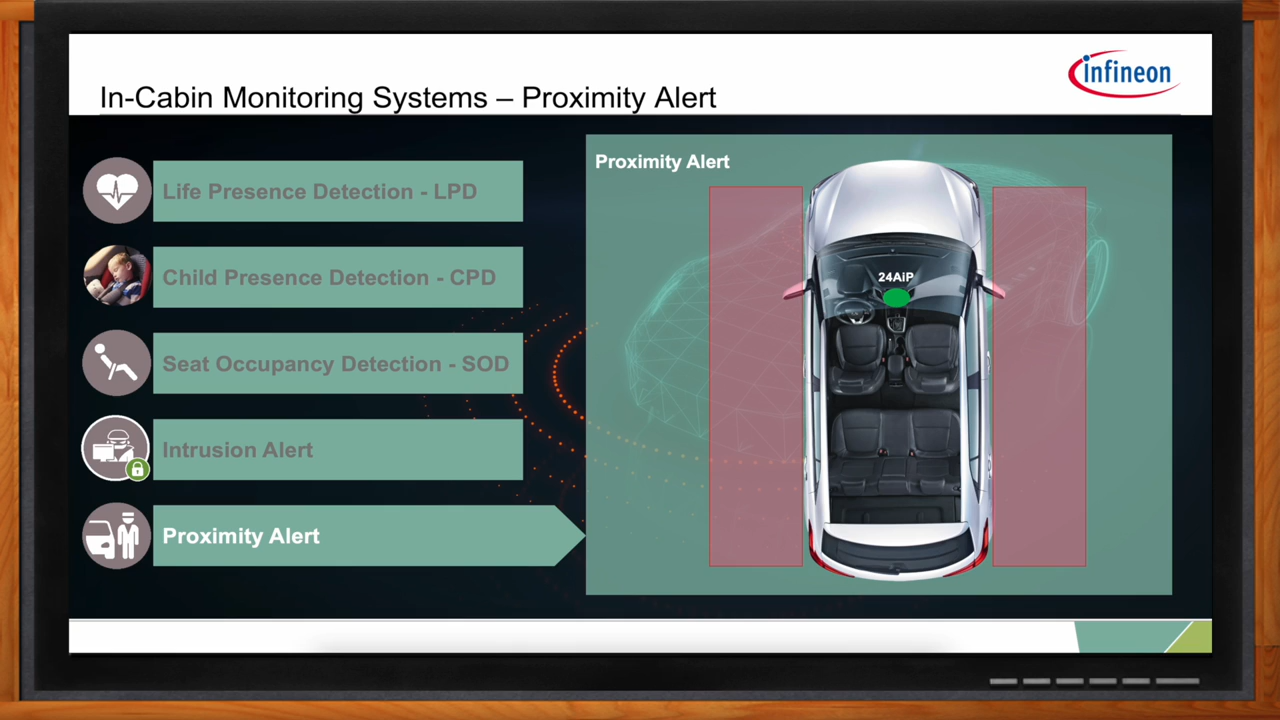 infineon
In-Cabin Monitoring Systems – Proximity Alert
Life Presence Detection - LPD
Child Presence Detection - CPD
Seat Occupancy Detection - SOD
Intrusion Alert
Proximity Alert
Proximity Alert
24AiP